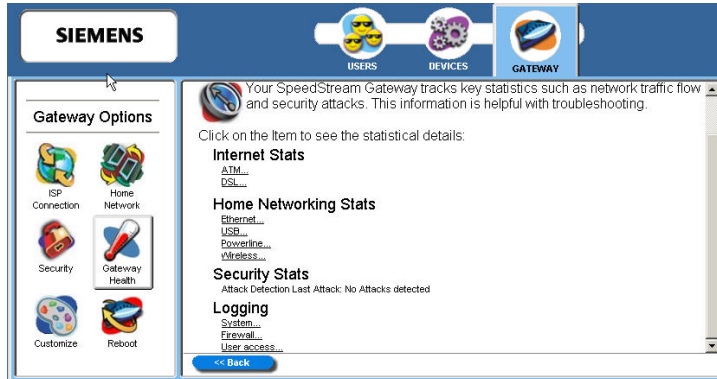 SIEMENS
USERS
DEVICES
GATEWAY
Gateway Options
ISP
Connection
Home
Network
Security
Gateway
Health
Customize
Reboot
Your SpeedStream Gateway tracks key statistics such as network traffic flow
and security attacks. This information is helpful with troubleshooting.
Click on the Item to see the statistical details:
Internet Stats
ATM...
DSL...
Home Networking Stats
Ethernet...
USB...
Powerline...
Wireless...
Security Stats
Attack Detection Last Attack: No Attacks detected
Logging
System...
Firewall...
User access...
<< Back